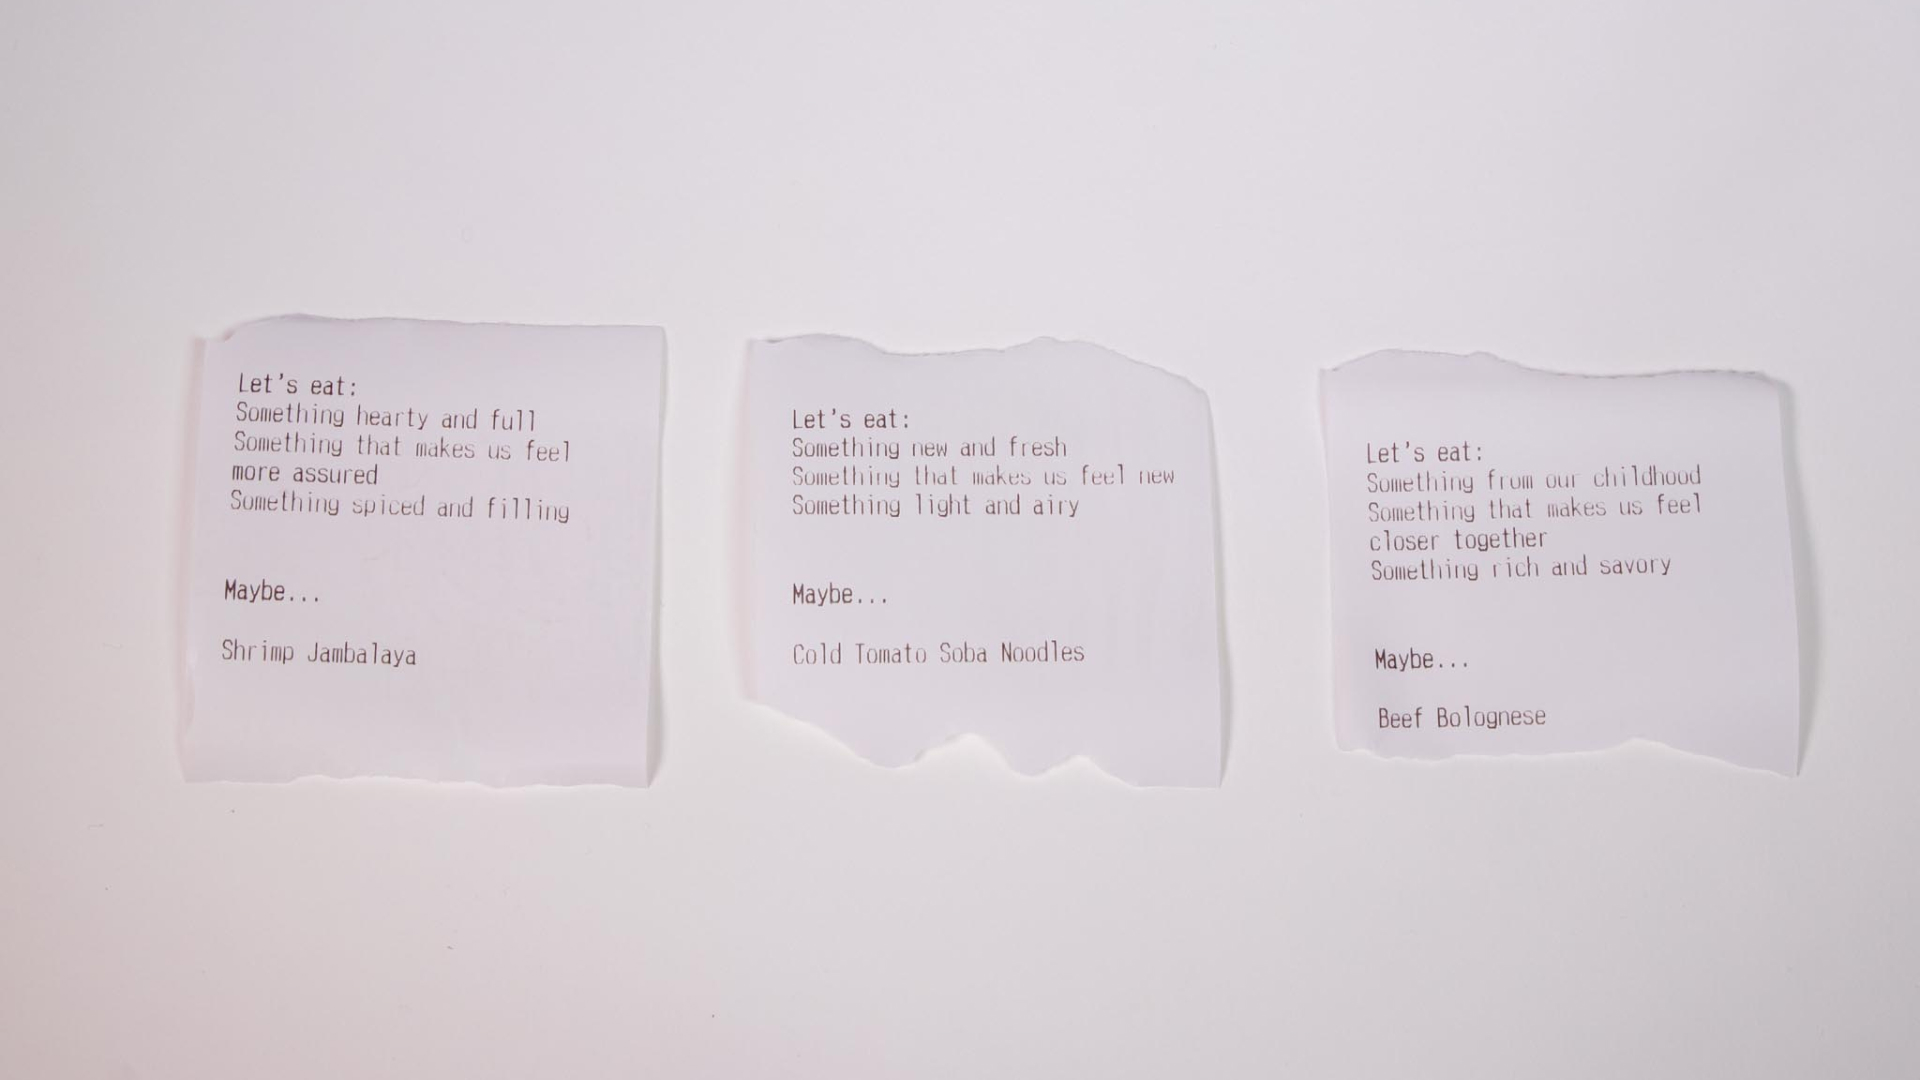 Let's eat:
Something hearty and full
Something that makes us feel
more assured
Something spiced and filling
Maybe...
Shrimp Jambalaya
Let's eat:
Something new and fresh
Something that makes us feel new
Something light and airy
Maybe...
Cold Tomato Soba Noodles
Let's eat:
Something from our childhood
Something that makes us feel
closer together
Something rich and savory
Maybe...
Beef Bolognese